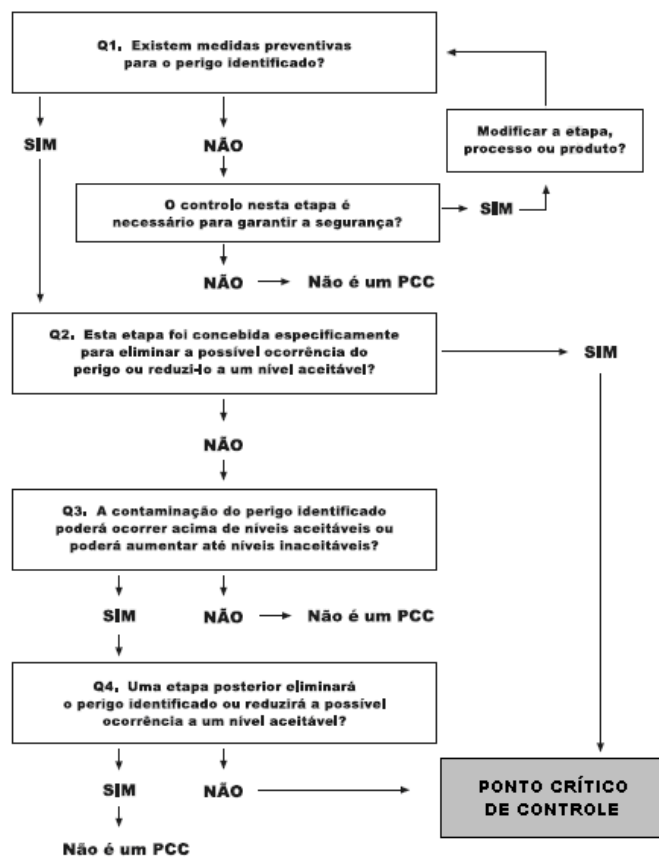 Q1. Existem medidas preventivas
para o perigo identificado?
SIM
NÃO
Modificar a etapa,
processo ou produto?
O controlo nesta etapa é
necessário para garantir a segurança?
SIM
NÃO
Não é um PCC
Q2. Esta etapa foi concebida especificamente
para eliminar a possível ocorrência do
perigo ou reduzi-lo a um nível aceitável?
SIM
NÃO
Q3. A contaminação do perigo identificado
poderá ocorrer acima de níveis aceitáveis ou
poderá aumentar até níveis inaceitáveis?
SIM
NÃO
Não é um PCC
Q4. Uma etapa posterior eliminará
o perigo identificado ou reduzirá a possível
ocorrência a um nível aceitável?
SIM
NÃO
PONTO CRÍTICO
DE CONTROLE
Não é um PCC